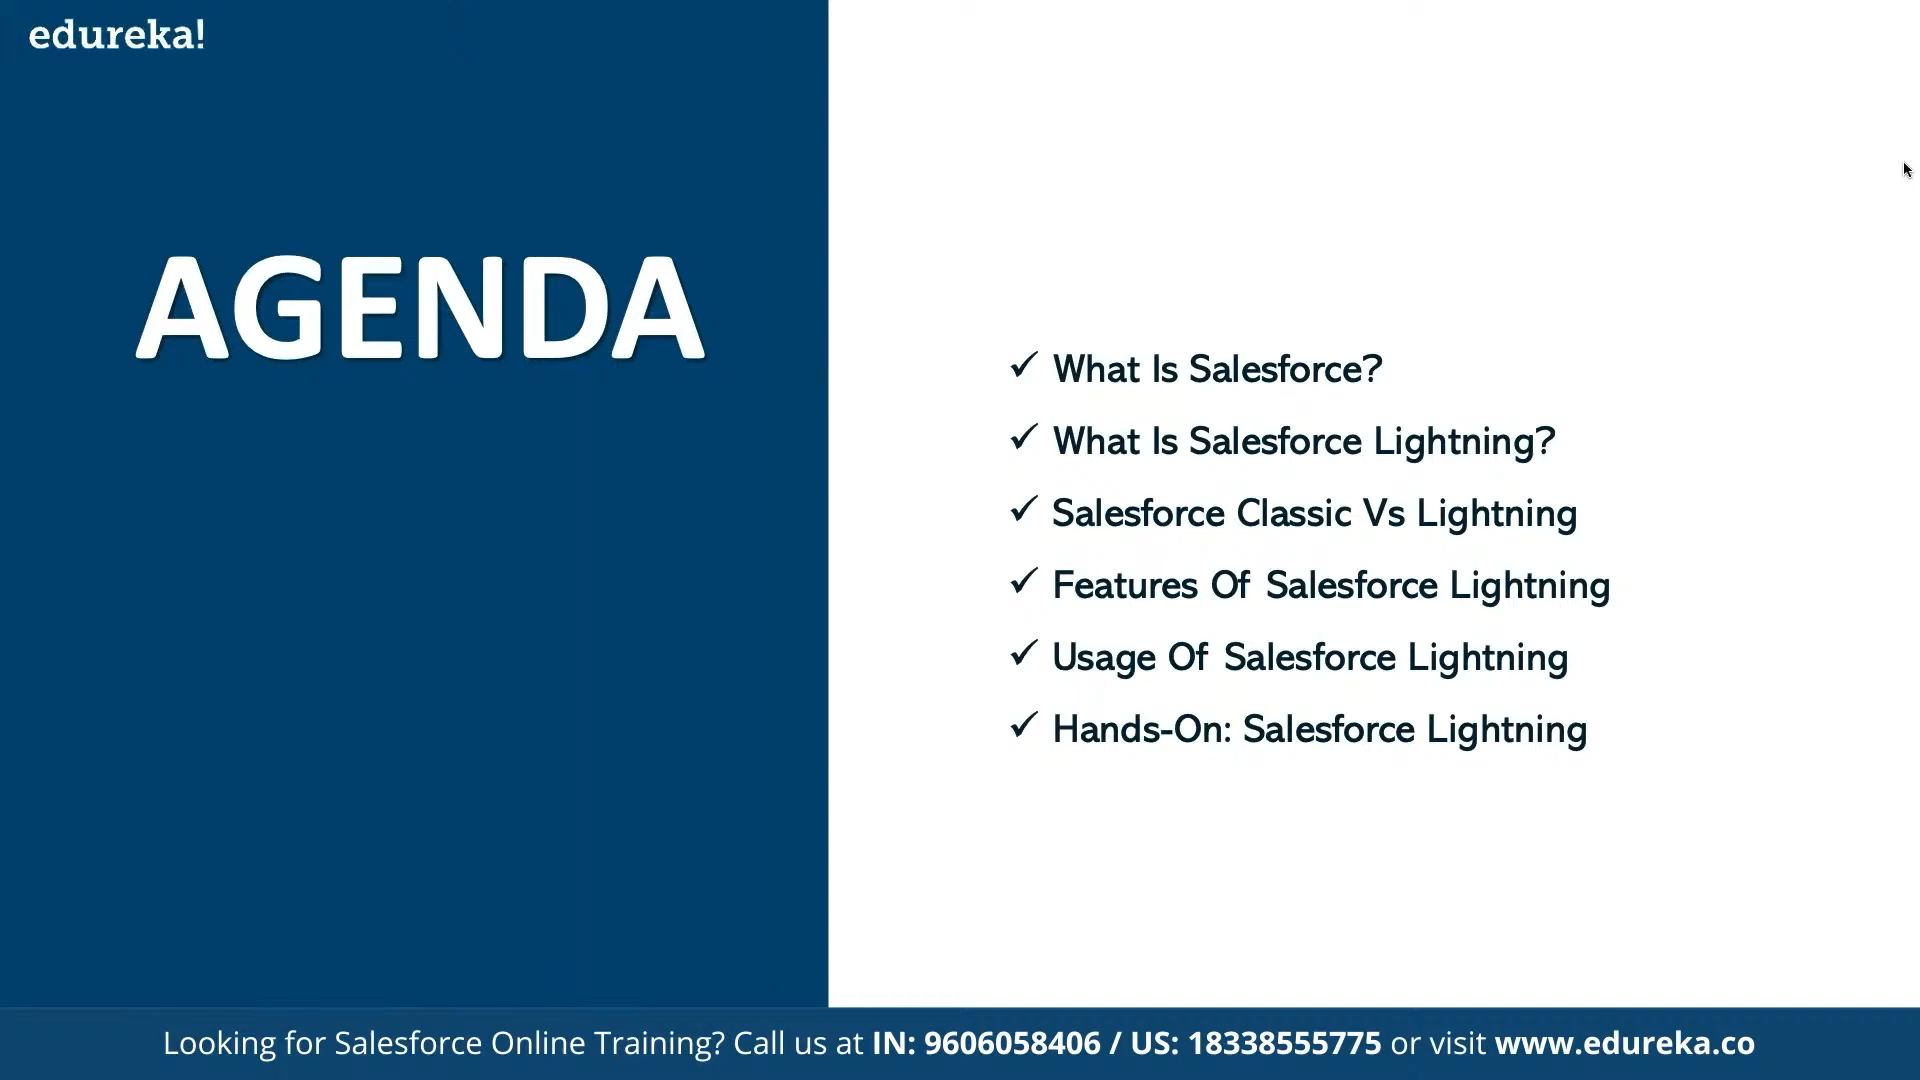 edureka!
AGENDA
✓ What Is Salesforce?
✓ What Is Salesforce Lightning?
✓ Salesforce Classic Vs Lightning
✓ Features Of Salesforce Lightning
✓ Usage Of Salesforce Lightning
✓ Hands-On: Salesforce Lightning
Looking for Salesforce Online Training? Call us at IN: 9606058406 / US: 18338555775 or visit www.edureka.co